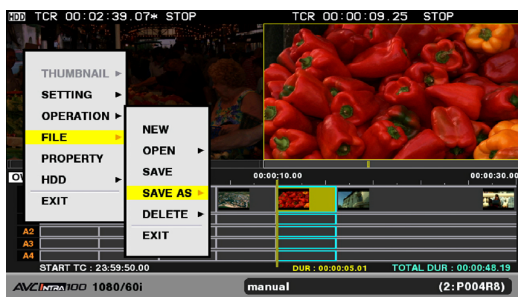 HDD TCR 00:02:39.07* STOP
TCR 00:00:09.25 STOP
THUMBNAIL
SETTING
OPERATION
FILE
PROPERTY
HDD
EXIT
NEW
OPEN
SAVE
SAVE AS
DELETE
EXIT
00:00:10.00
00:00:30.00
A2
A3
A4
START TC : 23:59:50.00
DUR : 00:00:05.01
TOTAL DUR : 00:00:48.19
AVC INTRA 100 1080/60i
manual
(2:P004R8)